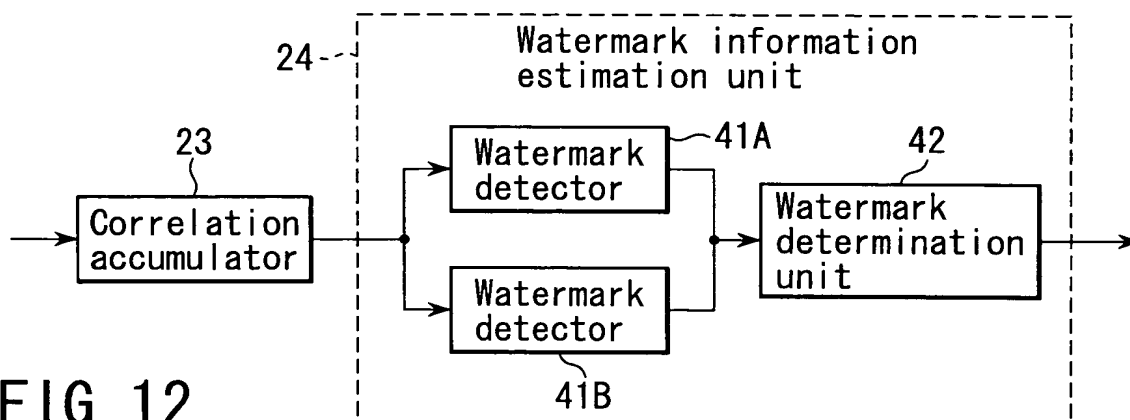 24
Watermark information
estimation unit
23
Correlation
accumulator
41A
Watermark
detector
Watermark
detector
41B
42
Watermark
determination
unit
FIG 12